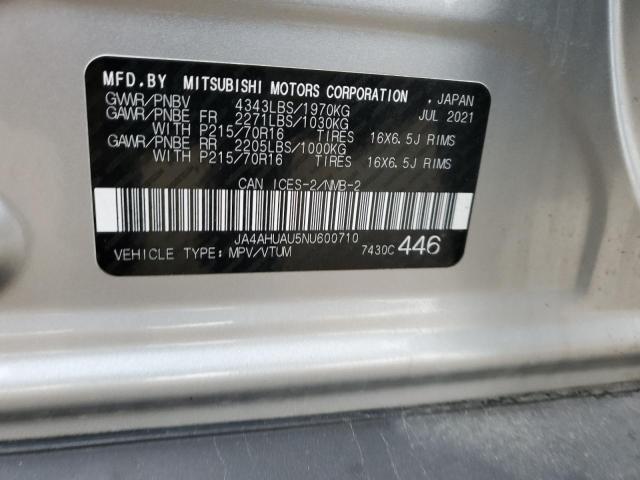 MFD.BY MITSUBISHI MOTORS CORPORATION , JAPAN
GVWR/PNBV 4343LBS/1970KG JUL 2021
GAWR/PNBE FR 2271LBS/1030KG
WITH P215/70R16 TIRES 16X6.5J RIMS
GAWR/PNBE RR 2205LBS/1000KG
WITH P215/70R16 TIRES 16X6.5J RIMS
CAN ICES-2/NMB-2
JA4AHUAU5NU600710
VEHICLE TYPE: MPV/VTUM 7430C 446